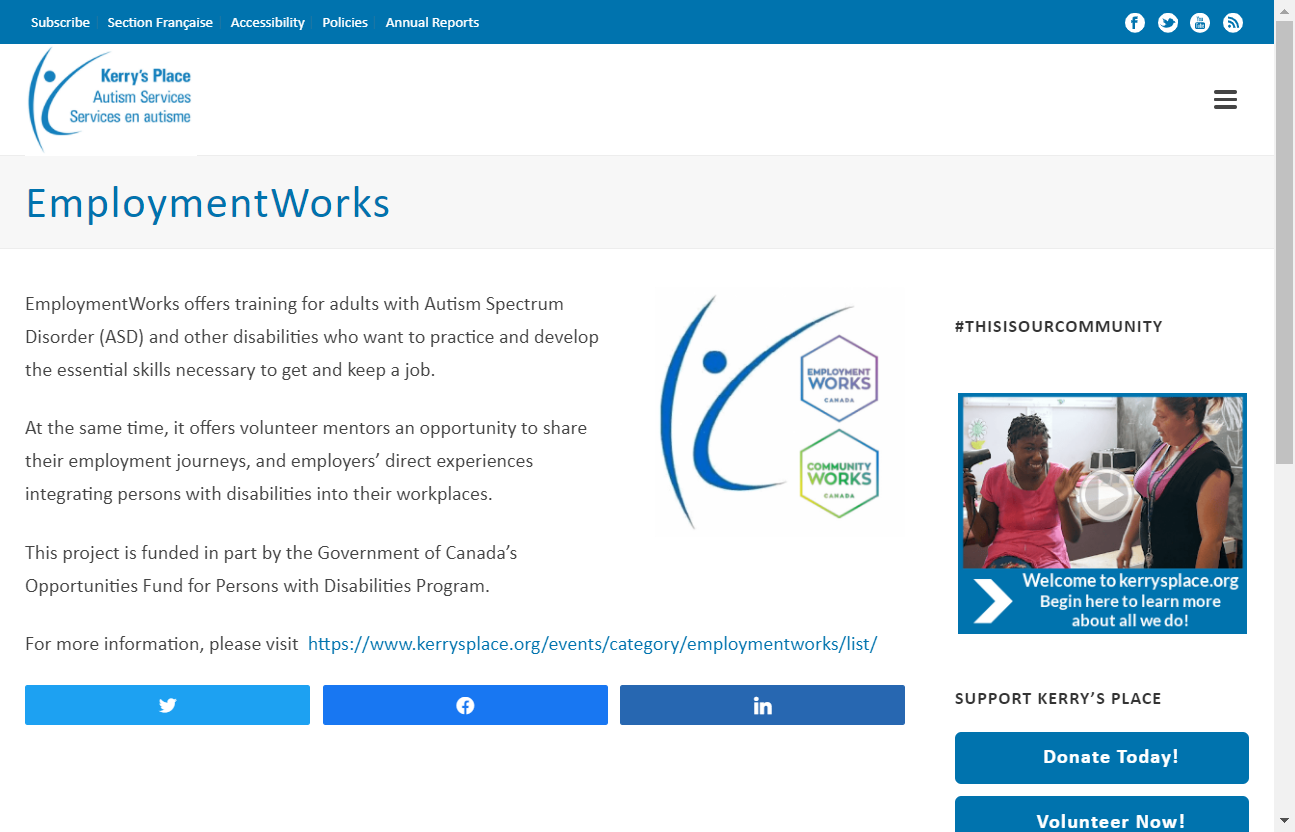 Subscribe Section Française Accessibility Policies Annual Reports
Kerry's Place
Autism Services
Services en autisme
EmploymentWorks
EmploymentWorks offers training for adults with Autism Spectrum
Disorder (ASD) and other disabilities who want to practice and develop
the essential skills necessary to get and keep a job.
At the same time, it offers volunteer mentors an opportunity to share
their employment journeys, and employers’ direct experiences
integrating persons with disabilities into their workplaces.
This project is funded in part by the Government of Canada’s
Opportunities Fund for Persons with Disabilities Program.
For more information, please visit https://www.kerrysplace.org/events/category/employmentworks/list/
EMPLOYMENT
WORKS
CANADA
COMMUNITY
WORKS
CANADA
#THISISOURCOMMUNITY
Welcome to kerrysplace.org
Begin here to learn more
about all we do!
SUPPORT KERRY’S PLACE
Donate Today!
Volunteer Now!